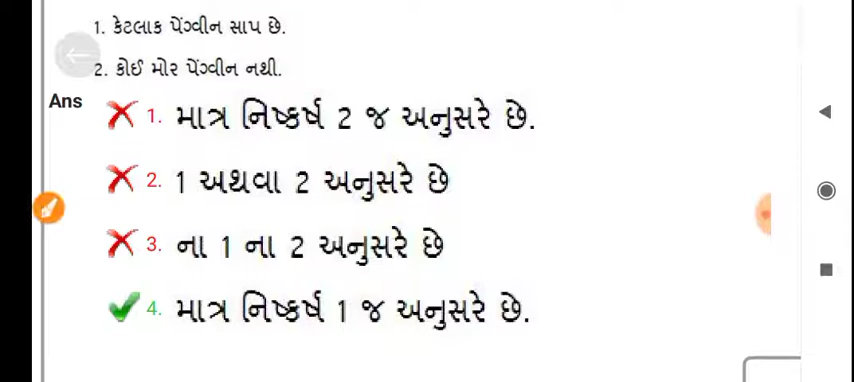 1. કેટલાક પેંગ્વીન સાપ છે.
2. કોઈ મોર પેંગ્વીન નથી.
Ans
1. માત્ર નિષ્કર્ષ 2 જ અનુસરે છે.
2. 1 અથવા 2 અનુસરે છે
3. ના 1 ના 2 અનુસરે છે
4. માત્ર નિષ્કર્ષ 1 જ અનુસરે છે.